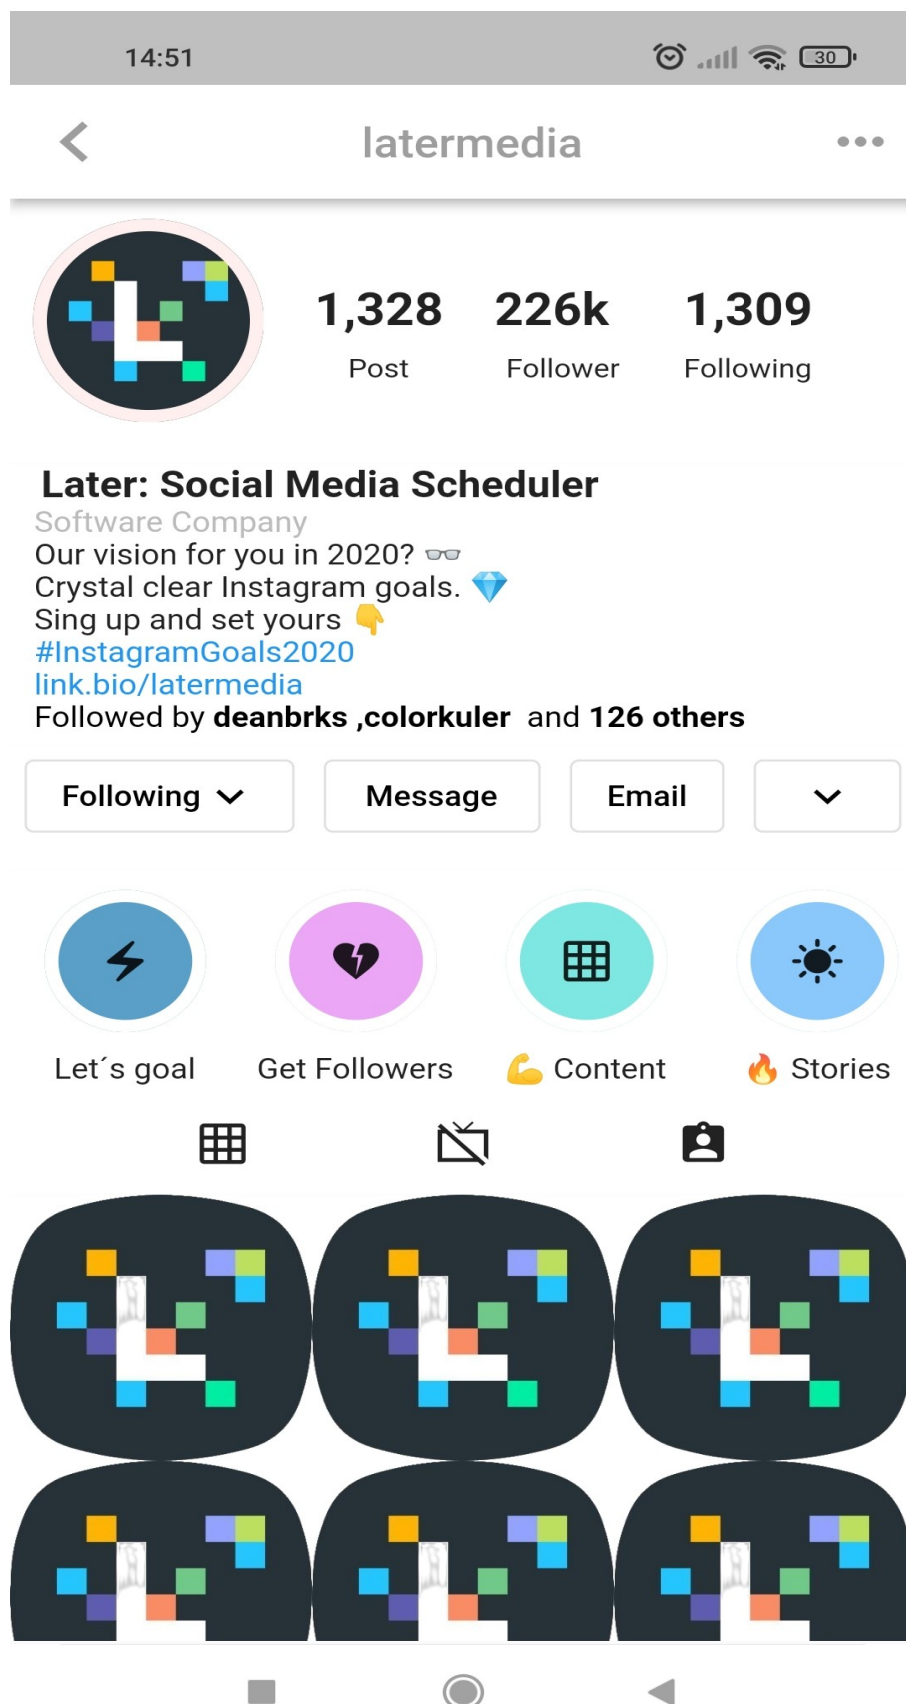 14:51
30
latermedia
1,328 226k 1,309
Post Follower Following
Later: Social Media Scheduler
Software Company
Our vision for you in 2020? 👓
Crystal clear Instagram goals. 💎
Sing up and set yours 👇
#InstagramGoals2020
link.bio/latermedia
Followed by deanbrks ,colorkuler and 126 others
Following Message Email
Let´s goal Get Followers 💪 Content 🔥 Stories